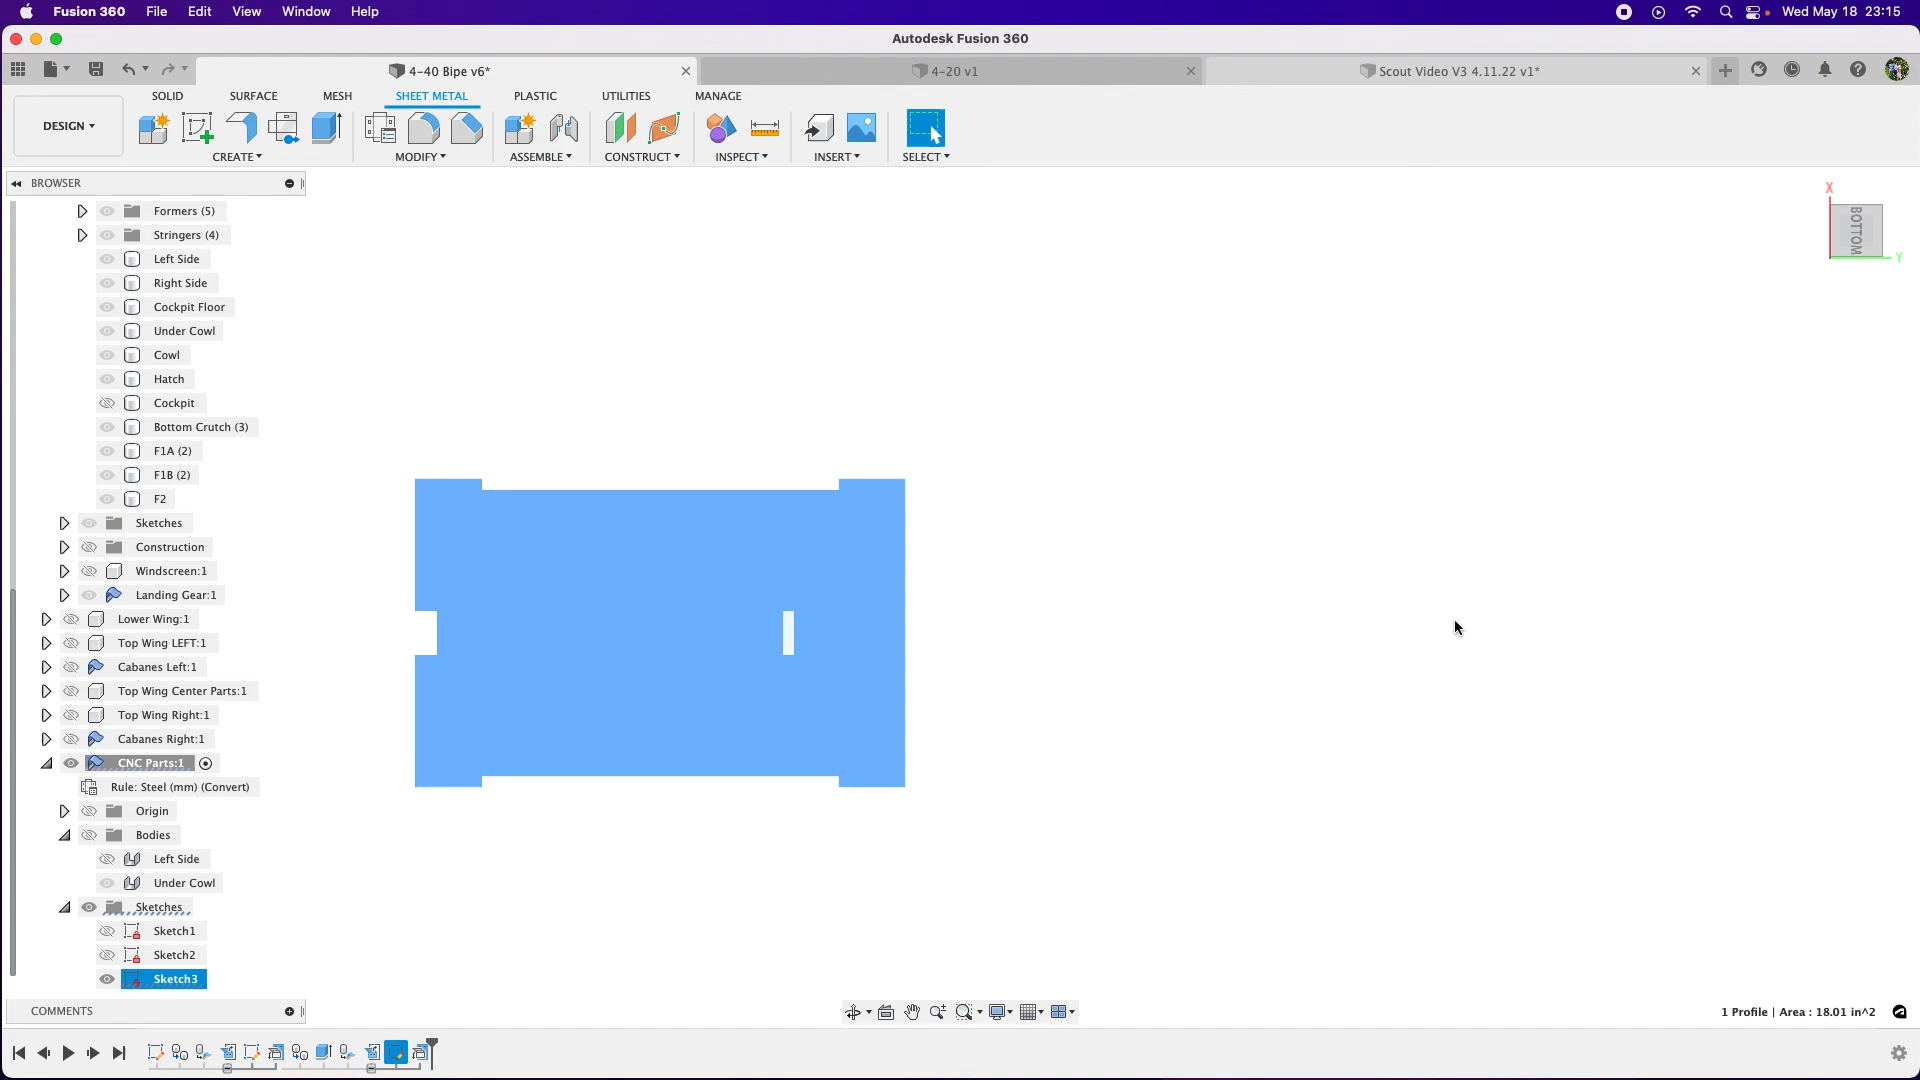 Fusion 360 File Edit View Window Help Wed May 18 23:15
Autodesk Fusion 360
4-40 Bipe v6* 4-20 v1 Scout Video V3 4.11.22 v1*
SOLID SURFACE MESH SHEET METAL PLASTIC UTILITIES MANAGE
DESIGN
CREATE MODIFY ASSEMBLE CONSTRUCT INSPECT INSERT SELECT
BROWSER
X
BOTTOM
Y
Formers (5)
Stringers (4)
Left Side
Right Side
Cockpit Floor
Under Cowl
Cowl
Hatch
Cockpit
Bottom Crutch (3)
F1A (2)
F1B (2)
F2
Sketches
Construction
Windscreen:1
Landing Gear:1
Lower Wing:1
Top Wing LEFT:1
Cabanes Left:1
Top Wing Center Parts:1
Top Wing Right:1
Cabanes Right:1
CNC Parts:1
Rule: Steel (mm) (Convert)
Origin
Bodies
Left Side
Under Cowl
Sketches
Sketch1
Sketch2
Sketch3
COMMENTS
1 Profile | Area : 18.01 in^2